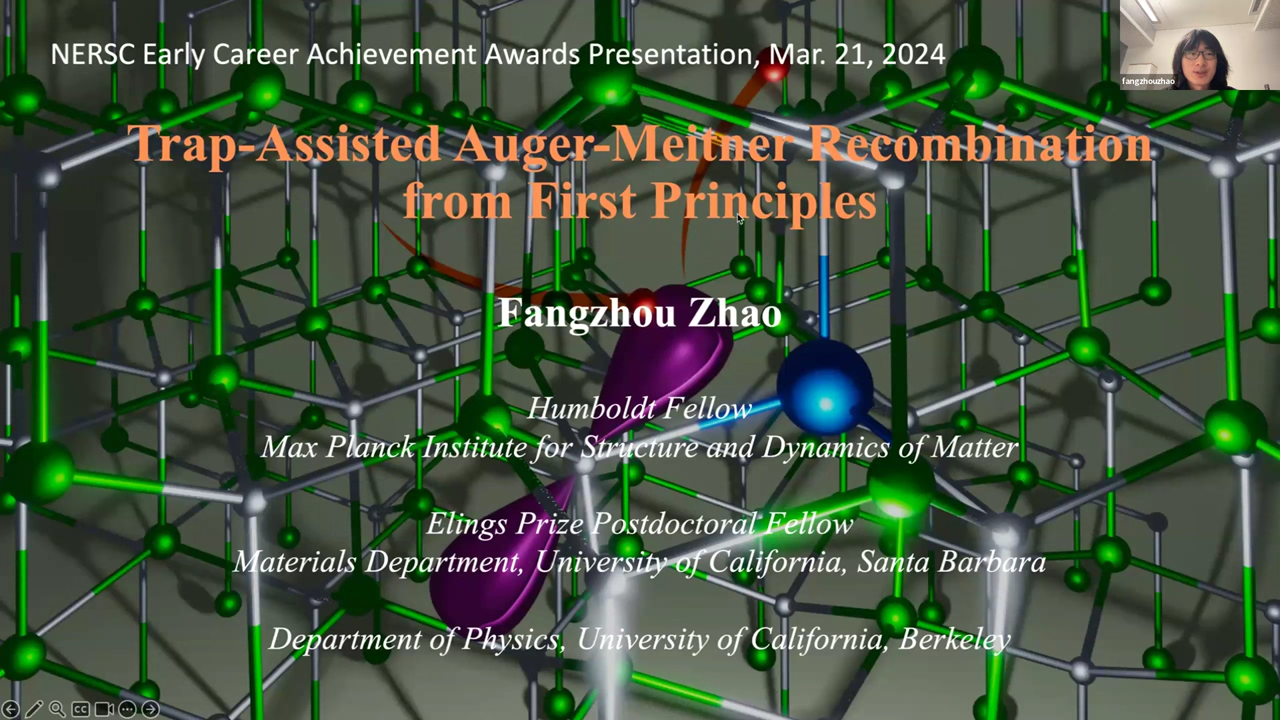 NERSC Early Career Achievement Awards Presentation, Mar. 21, 2024
fangzhouzhao
Trap-Assisted Auger-Meitner Recombination
from First Principles
Fangzhou Zhao
Humboldt Fellow
Max Planck Institute for Structure and Dynamics of Matter
Elings Prize Postdoctoral Fellow
Materials Department, University of California, Santa Barbara
Department of Physics, University of California, Berkeley
CC